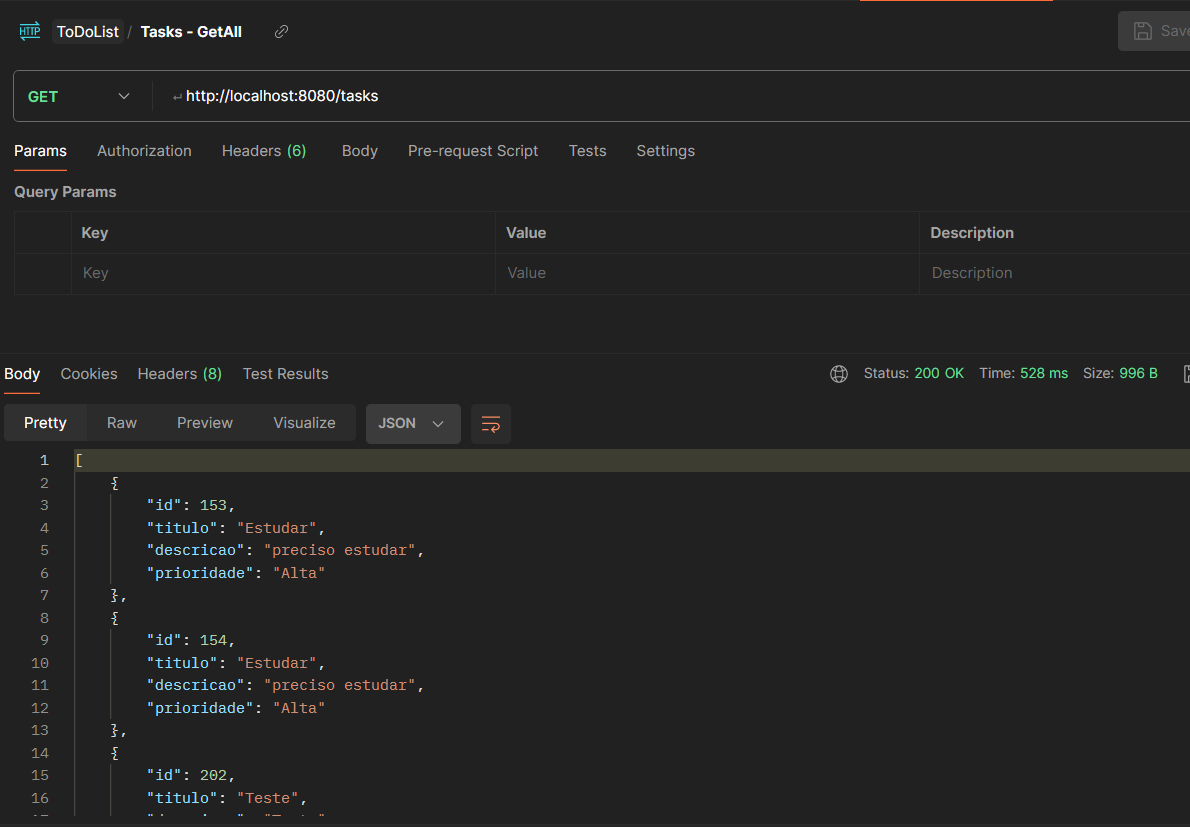 HTTP ToDoList / Tasks - GetAll Save
GET http://localhost:8080/tasks
Params Authorization Headers (6) Body Pre-request Script Tests Settings
Query Params
Key Value Description
Key Value Description
Body Cookies Headers (8) Test Results Status: 200 OK Time: 528 ms Size: 996 B
Pretty Raw Preview Visualize JSON
1 [
2 {
3 "id": 153,
4 "titulo": "Estudar",
5 "descricao": "preciso estudar",
6 "prioridade": "Alta"
7 },
8 {
9 "id": 154,
10 "titulo": "Estudar",
11 "descricao": "preciso estudar",
12 "prioridade": "Alta"
13 },
14 {
15 "id": 202,
16 "titulo": "Teste",